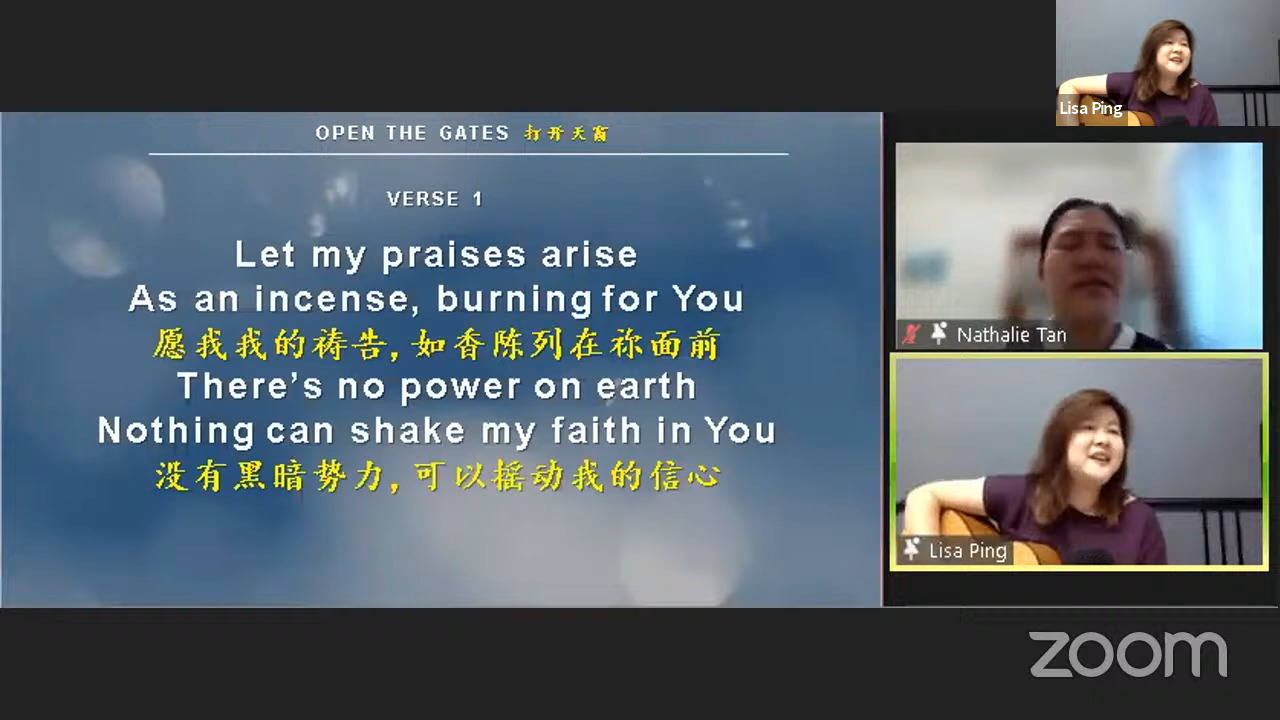 OPEN THE GATES 打开天窗
VERSE 1
Let my praises arise
As an incense, burning for You
愿我我的祷告, 如香陈列在祢面前
There's no power on earth
Nothing can shake my faith in You
没有黑暗势力, 可以摇动我的信心
Lisa Ping
Nathalie Tan
Lisa Ping
zoom